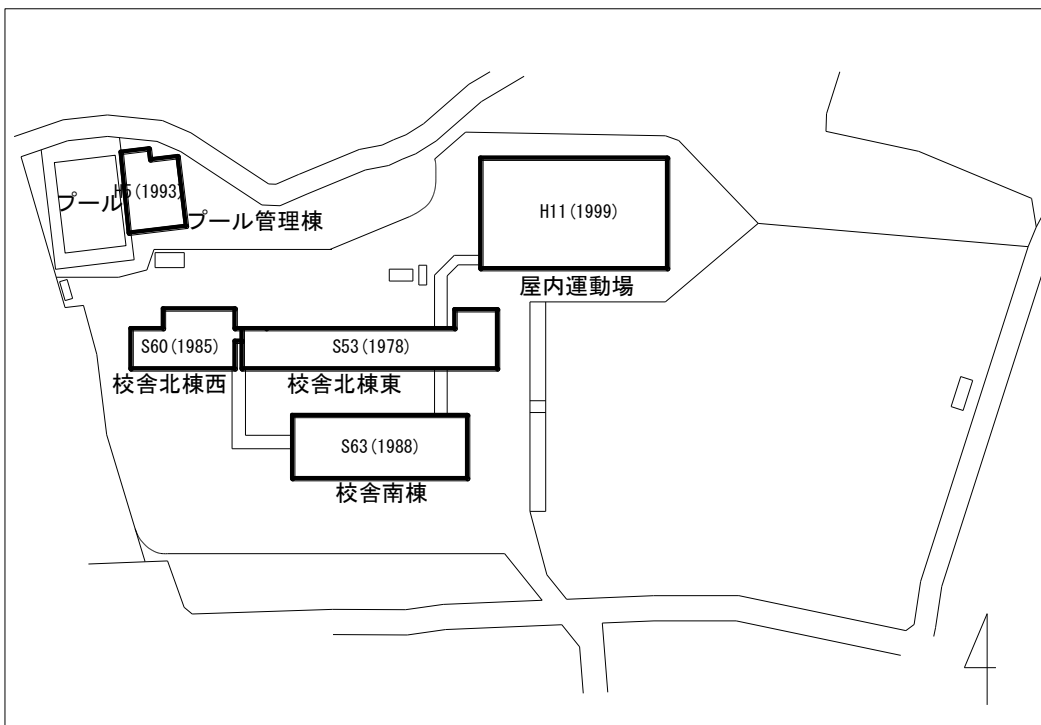 プール
H5(1993)
プール管理棟
H11(1999)
屋内運動場
S60(1985)
S53(1978)
校舎北棟西
校舎北棟東
S63(1988)
校舎南棟